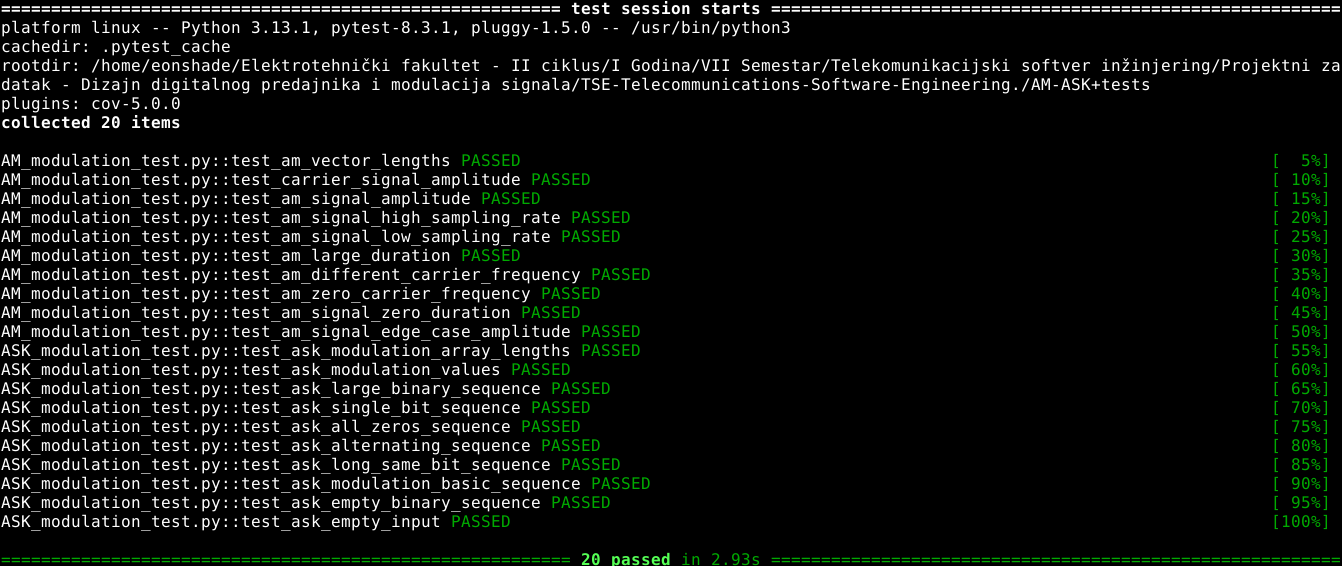 ======================================================== test session starts =========================================================
platform linux -- Python 3.13.1, pytest-8.3.1, pluggy-1.5.0 -- /usr/bin/python3
cachedir: .pytest_cache
rootdir: /home/eonshade/Elektrotehnički fakultet - II ciklus/I Godina/VII Semestar/Telekomunikacijski softver inžinjering/Projektni za
datak - Dizajn digitalnog predajnika i modulacija signala/TSE-Telecommunications-Software-Engineering./AM-ASK+tests
plugins: cov-5.0.0
collected 20 items

AM_modulation_test.py::test_am_vector_lengths PASSED [  5%]
AM_modulation_test.py::test_carrier_signal_amplitude PASSED [ 10%]
AM_modulation_test.py::test_am_signal_amplitude PASSED [ 15%]
AM_modulation_test.py::test_am_signal_high_sampling_rate PASSED [ 20%]
AM_modulation_test.py::test_am_signal_low_sampling_rate PASSED [ 25%]
AM_modulation_test.py::test_am_large_duration PASSED [ 30%]
AM_modulation_test.py::test_am_different_carrier_frequency PASSED [ 35%]
AM_modulation_test.py::test_am_zero_carrier_frequency PASSED [ 40%]
AM_modulation_test.py::test_am_signal_zero_duration PASSED [ 45%]
AM_modulation_test.py::test_am_signal_edge_case_amplitude PASSED [ 50%]
ASK_modulation_test.py::test_ask_modulation_array_lengths PASSED [ 55%]
ASK_modulation_test.py::test_ask_modulation_values PASSED [ 60%]
ASK_modulation_test.py::test_ask_large_binary_sequence PASSED [ 65%]
ASK_modulation_test.py::test_ask_single_bit_sequence PASSED [ 70%]
ASK_modulation_test.py::test_ask_all_zeros_sequence PASSED [ 75%]
ASK_modulation_test.py::test_ask_alternating_sequence PASSED [ 80%]
ASK_modulation_test.py::test_ask_long_same_bit_sequence PASSED [ 85%]
ASK_modulation_test.py::test_ask_modulation_basic_sequence PASSED [ 90%]
ASK_modulation_test.py::test_ask_empty_binary_sequence PASSED [ 95%]
ASK_modulation_test.py::test_ask_empty_input PASSED [100%]

========================================================= 20 passed in 2.93s =========================================================